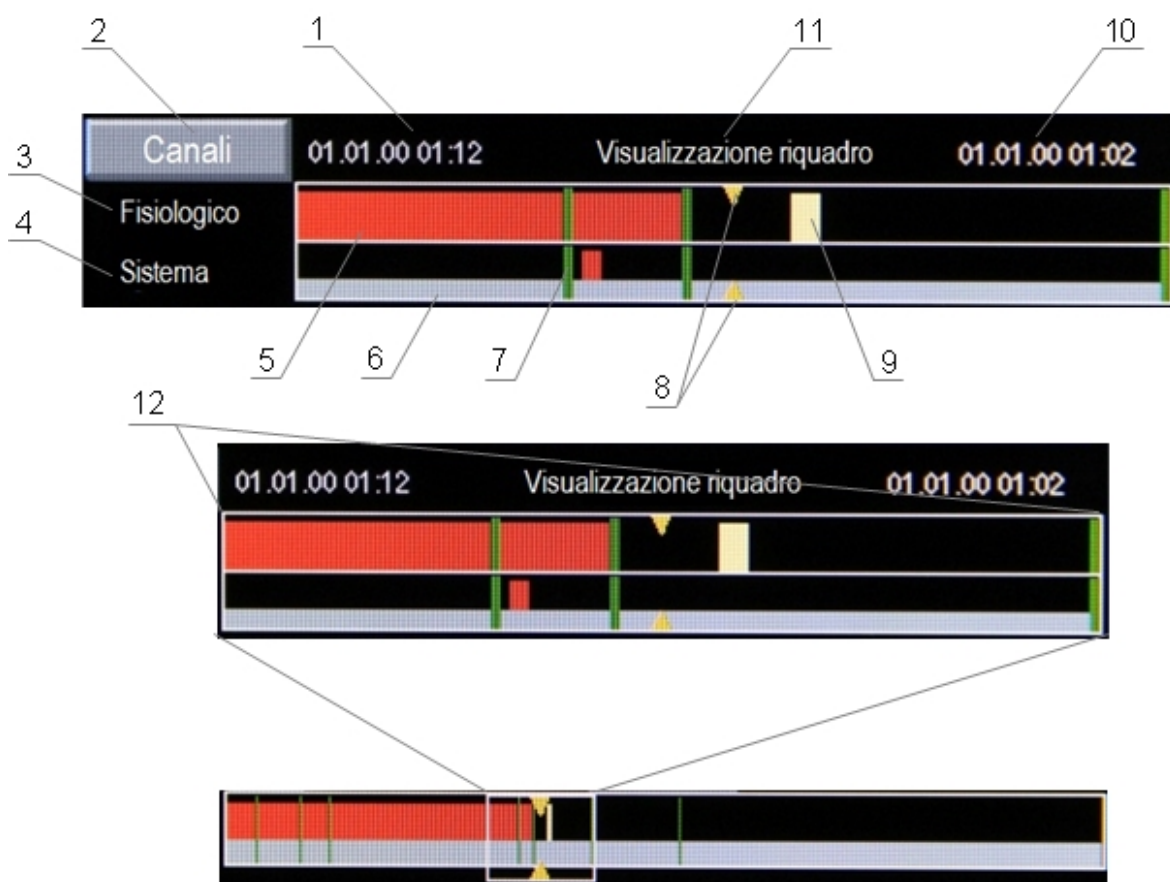 2 1 11 10
Canali 01.01.00 01:12 Visualizzazione riquadro 01.01.00 01:02
3
Fisiologico
4
Sistema
5 6 7 8 9
12
01.01.00 01:12 Visualizzazione riquadro 01.01.00 01:02